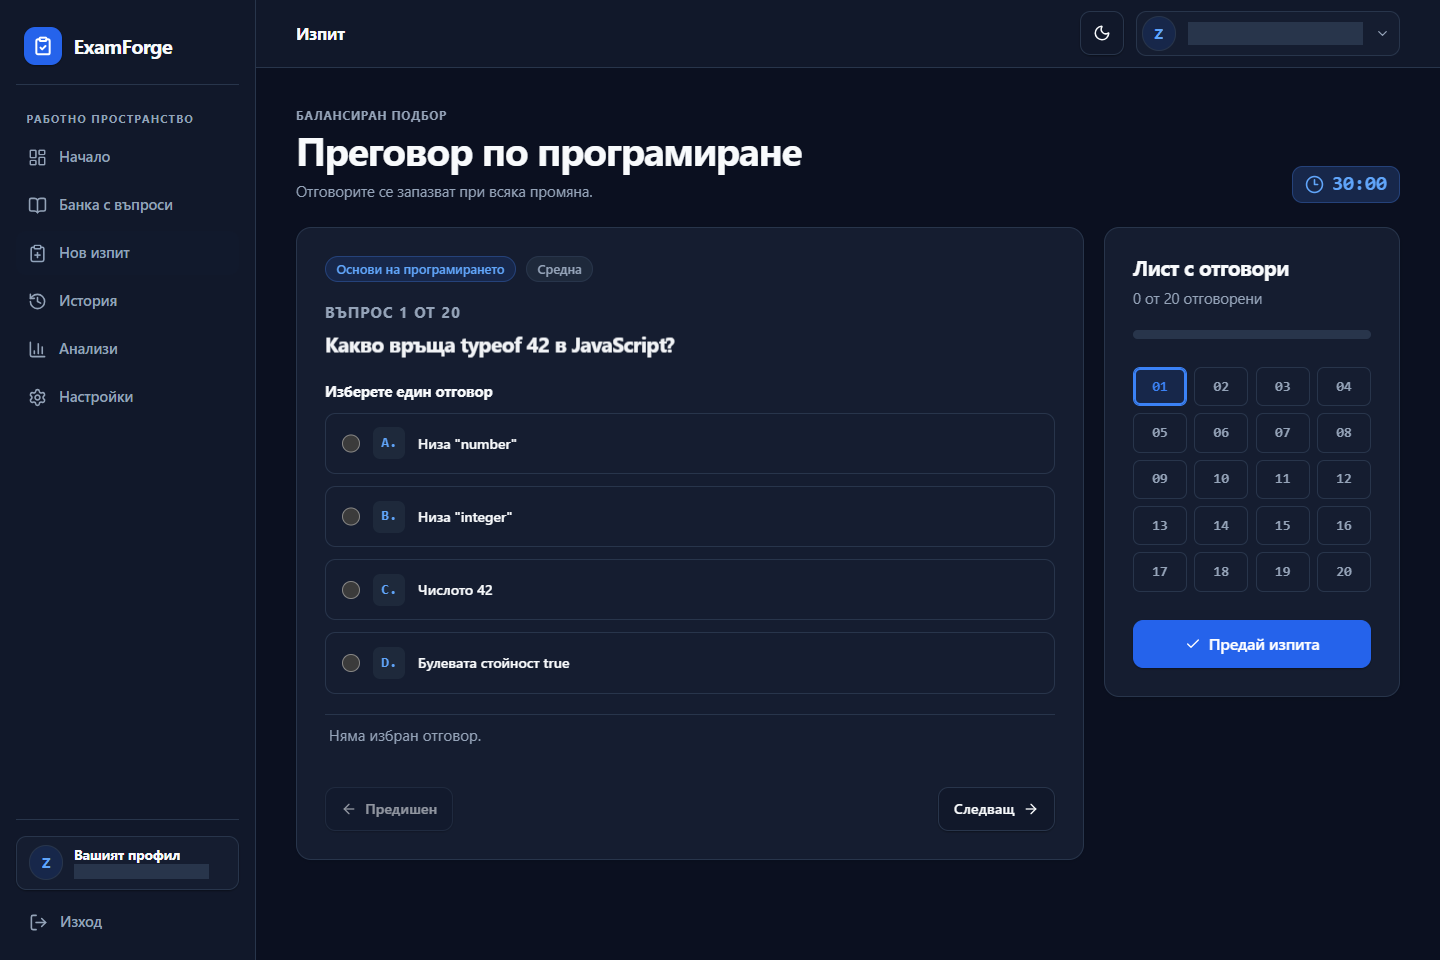 ExamForge
РАБОТНО ПРОСТРАНСТВО
Начало
Банка с въпроси
Нов изпит
История
Анализи
Настройки
Z
Вашият профил
Изход
Изпит
Z
БАЛАНСИРАН ПОДБОР
Преговор по програмиране
Отговорите се запазват при всяка промяна.
30:00
Основи на програмирането
Средна
ВЪПРОС 1 ОТ 20
Какво връща typeof 42 в JavaScript?
Изберете един отговор
A. Низа "number"
B. Низа "integer"
C. Числото 42
D. Булевата стойност true
Няма избран отговор.
Предишен
Следващ
Лист с отговори
0 от 20 отговорени
01 02 03 04
05 06 07 08
09 10 11 12
13 14 15 16
17 18 19 20
Предай изпита